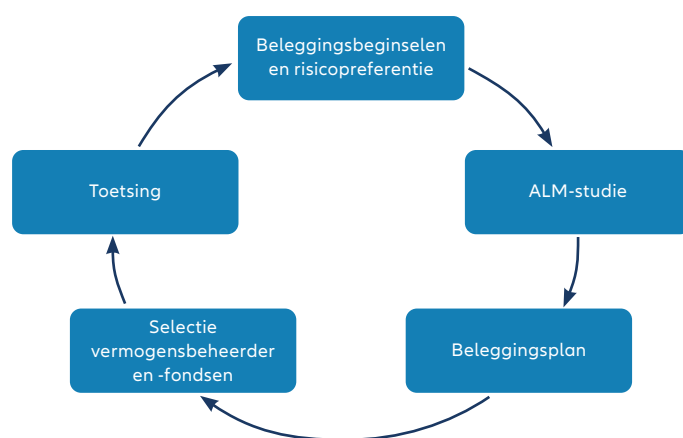 Beleggingsbeginselen
en risicopreferentie
ALM-studie
Beleggingsplan
Selectie
vermogensbeheerder
en -fondsen
Toetsing